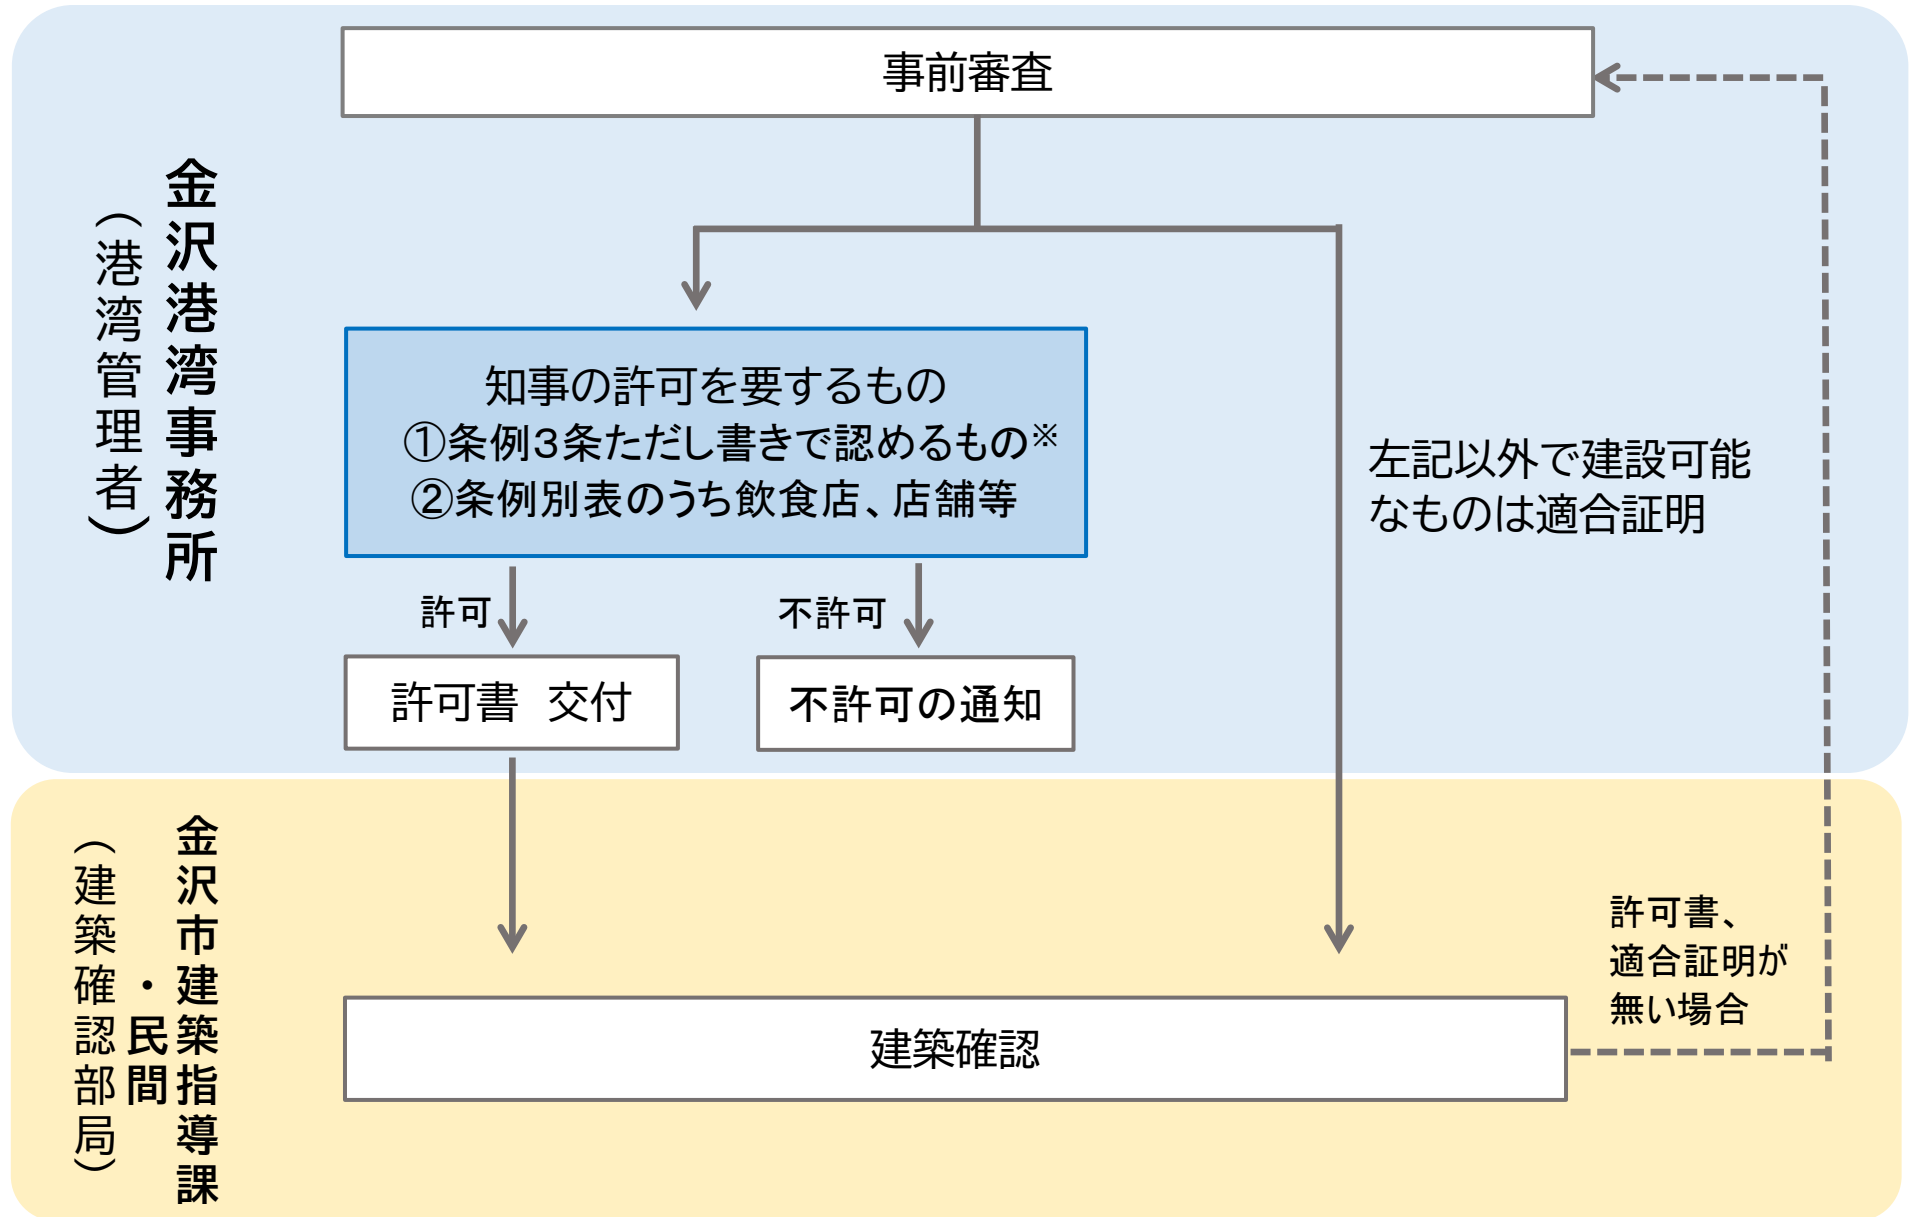 事前審査
金沢港湾事務所
（港湾管理者）
知事の許可を要するもの
①条例３条ただし書きで認めるもの※
②条例別表のうち飲食店、店舗等
左記以外で建設可能
なものは適合証明
許可
不許可
許可書　交付
不許可の通知
金沢市建築指導課
・民間
（建築確認部局）
許可書、
適合証明が
無い場合
建築確認